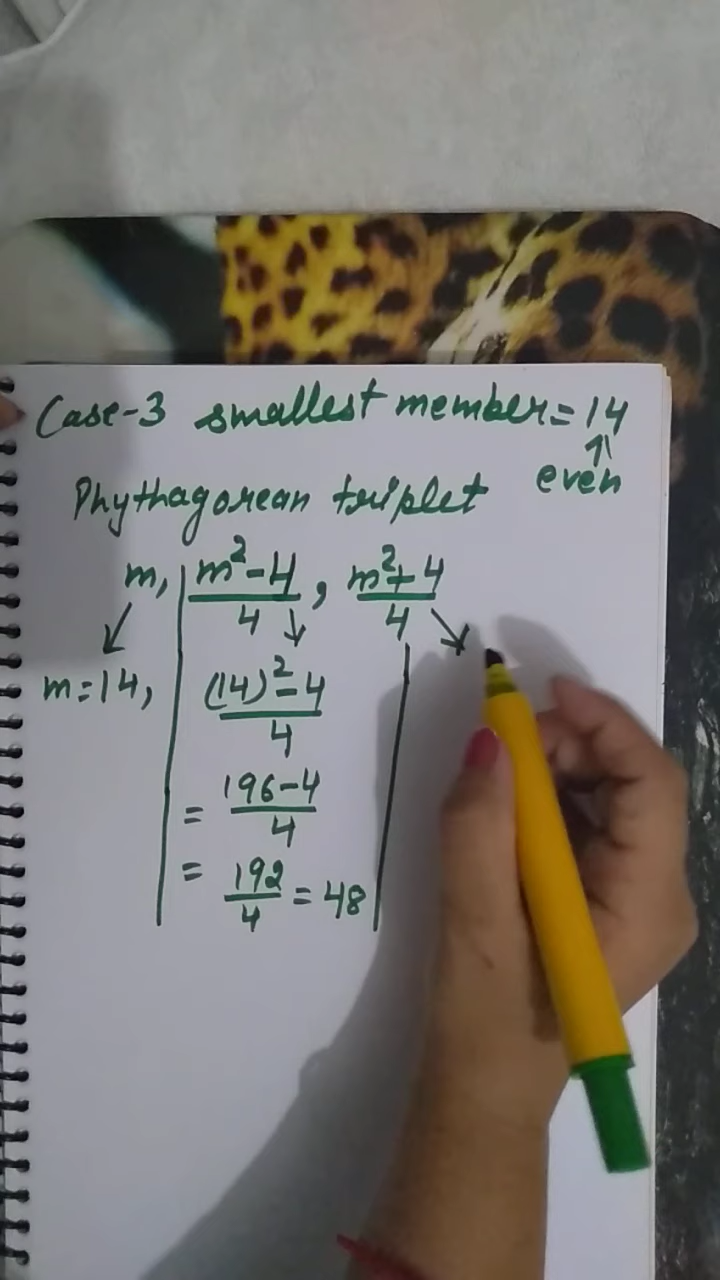 Case-3 smallest member = 14
↑
even
Phythagorean triplet
m, | m² - 4 / 4 , m² + 4 / 4
m = 14, | (14)² - 4 / 4
= 196 - 4 / 4
= 192 / 4 = 48